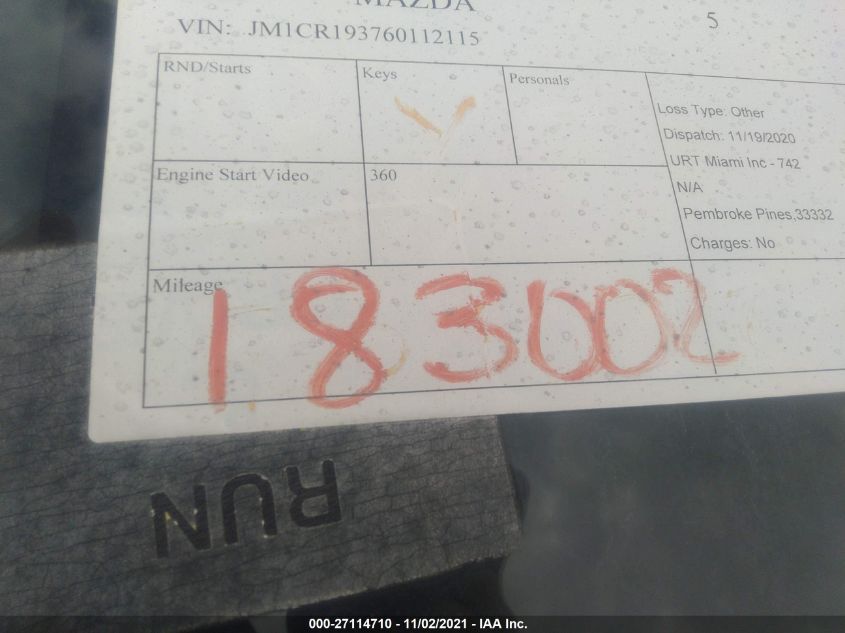 MAZDA 5
VIN: JM1CR193760112115
RND/Starts
Keys
Personals
Loss Type: Other
Dispatch: 11/19/2020
URT Miami Inc - 742
N/A
Pembroke Pines,33332
Charges: No
Engine Start Video
360
Mileage
183002
RUN
000-27114710 - 11/02/2021 - IAA Inc.